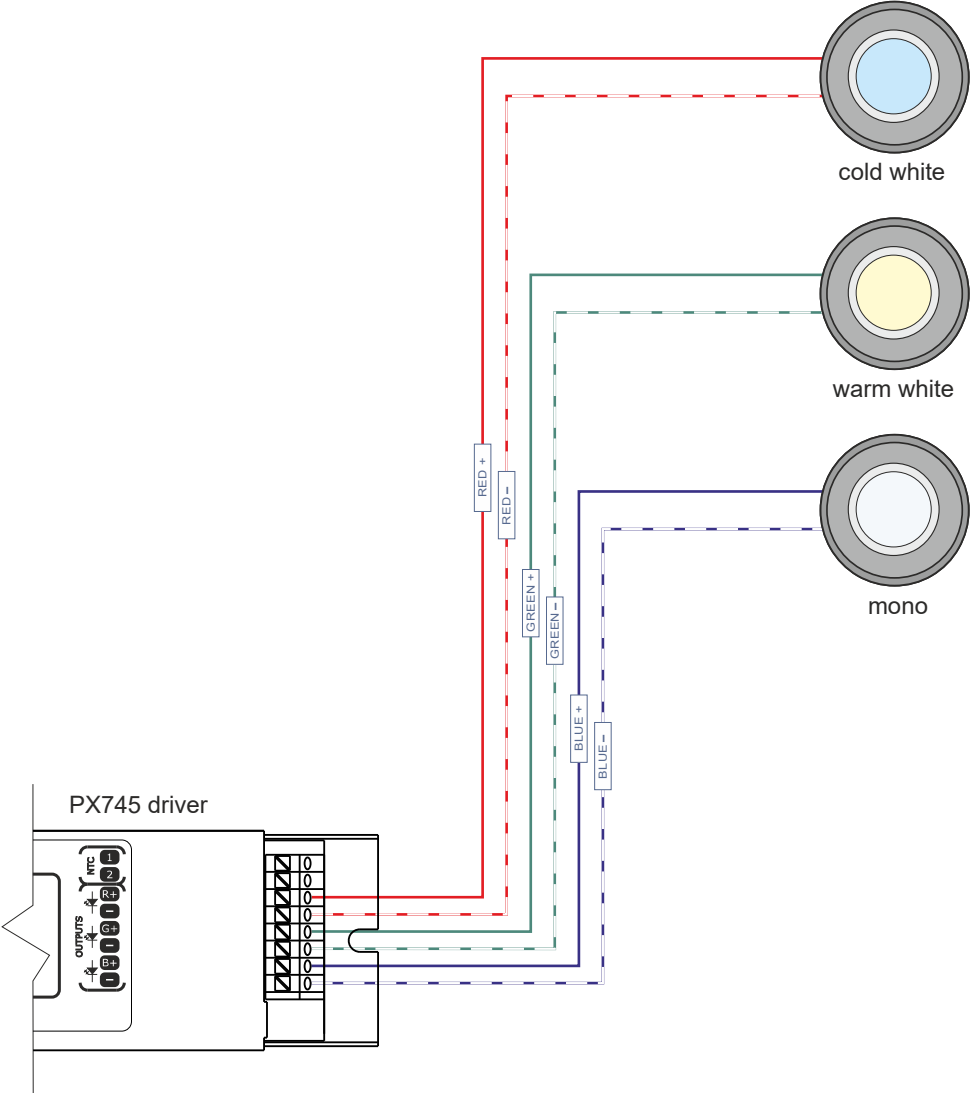 cold white
warm white
RED +
RED –
mono
GREEN +
GREEN –
BLUE +
BLUE –
PX745 driver
NTC
1
2
OUTPUTS
R+
–
G+
–
B+
–